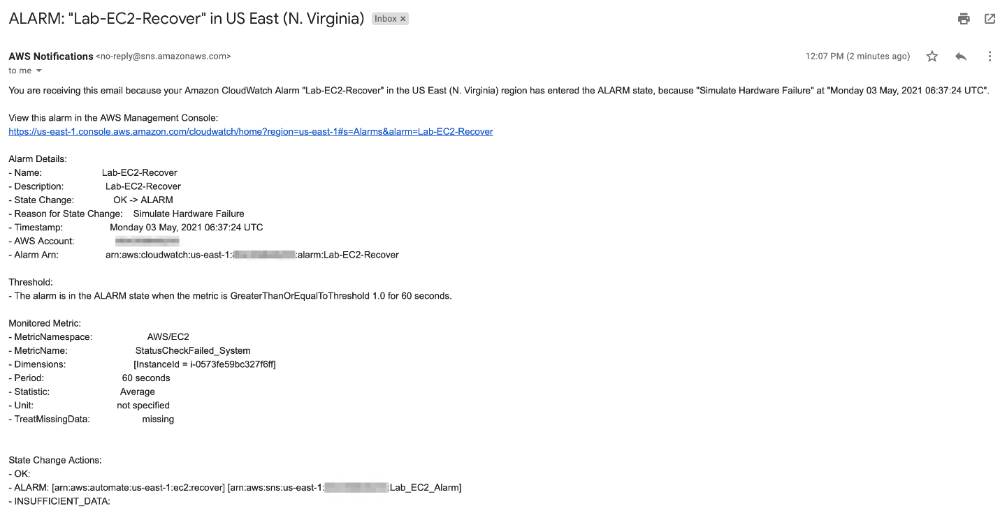 ALARM: "Lab-EC2-Recover" in US East (N. Virginia) Inbox ×
AWS Notifications <no-reply@sns.amazonaws.com> 12:07 PM (2 minutes ago)
to me
You are receiving this email because your Amazon CloudWatch Alarm "Lab-EC2-Recover" in the US East (N. Virginia) region has entered the ALARM state, because "Simulate Hardware Failure" at "Monday 03 May, 2021 06:37:24 UTC".
View this alarm in the AWS Management Console:
https://us-east-1.console.aws.amazon.com/cloudwatch/home?region=us-east-1#s=Alarms&alarm=Lab-EC2-Recover
Alarm Details:
- Name: Lab-EC2-Recover
- Description: Lab-EC2-Recover
- State Change: OK -> ALARM
- Reason for State Change: Simulate Hardware Failure
- Timestamp: Monday 03 May, 2021 06:37:24 UTC
- AWS Account:
- Alarm Arn: arn:aws:cloudwatch:us-east-1: :alarm:Lab-EC2-Recover
Threshold:
- The alarm is in the ALARM state when the metric is GreaterThanOrEqualToThreshold 1.0 for 60 seconds.
Monitored Metric:
- MetricNamespace: AWS/EC2
- MetricName: StatusCheckFailed_System
- Dimensions: [InstanceId = i-0573fe59bc327f6ff]
- Period: 60 seconds
- Statistic: Average
- Unit: not specified
- TreatMissingData: missing
State Change Actions:
- OK:
- ALARM: [arn:aws:automate:us-east-1:ec2:recover] [arn:aws:sns:us-east-1: :Lab_EC2_Alarm]
- INSUFFICIENT_DATA: